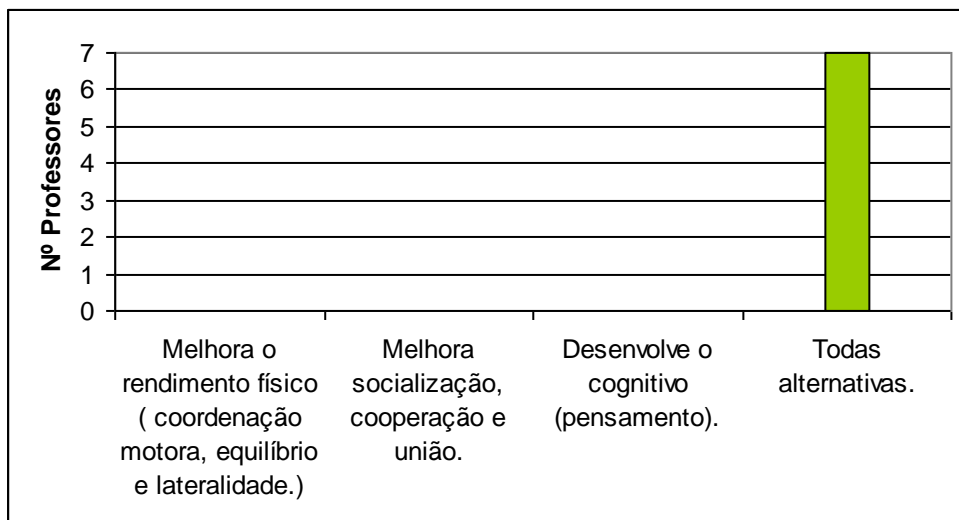 Nº Professores
7
6
5
4
3
2
1
0
Melhora o
rendimento físico
( coordenação
motora, equilíbrio
e lateralidade.)
Melhora
socialização,
cooperação e
união.
Desenvolve o
cognitivo
(pensamento).
Todas
alternativas.